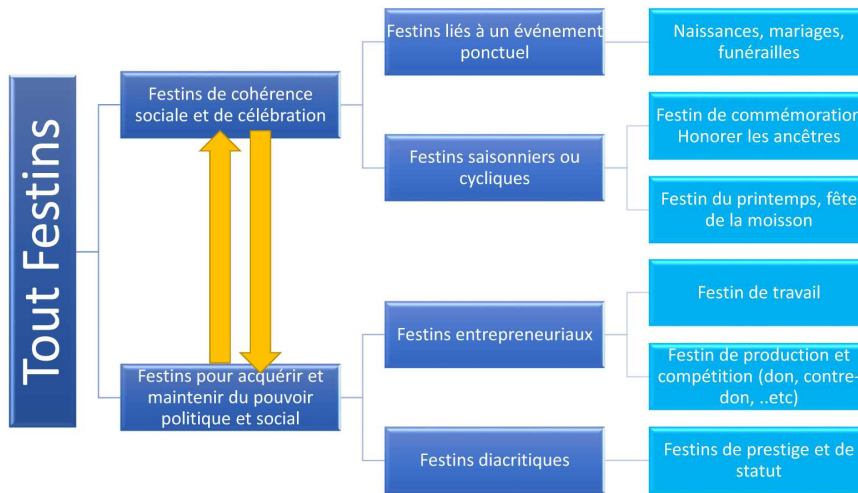 Tout Festins
Festins de cohérence
sociale et de célébration
Festins liés à un événement
ponctuel
Naissances, mariages,
funérailles
Festins saisonniers ou
cycliques
Festin de commémoration
Honorer les ancêtres
Festin du printemps, fête
de la moisson
Festins pour acquérir et
maintenir du pouvoir
politique et social
Festins entrepreneuriaux
Festin de travail
Festin de production et
compétition (don, contre-
don, ..etc)
Festins diacritiques
Festins de prestige et de
statut